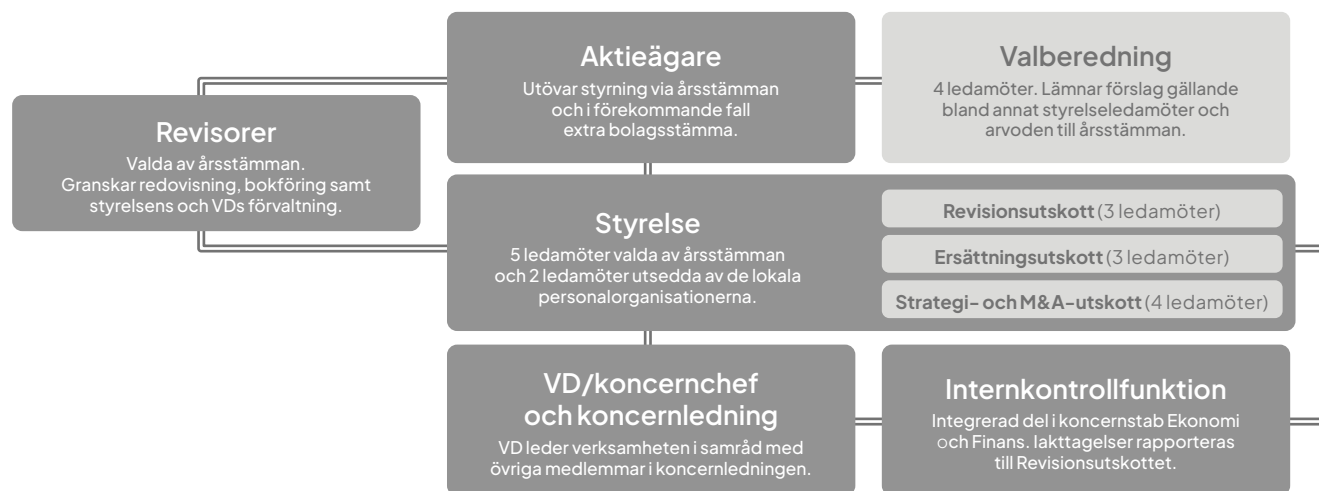 Aktieägare
Utövar styrning via årsstämman
och i förekommande fall
extra bolagsstämma.
Valberedning
4 ledamöter. Lämnar förslag gällande
bland annat styrelseledamöter och
arvoden till årsstämman.
Revisorer
Valda av årsstämman.
Granskar redovisning, bokföring samt
styrelsens och VDs förvaltning.
Styrelse
5 ledamöter valda av årsstämman
och 2 ledamöter utsedda av de lokala
personalorganisationerna.
Revisionsutskott (3 ledamöter)
Ersättningsutskott (3 ledamöter)
Strategi- och M&A-utskott (4 ledamöter)
VD/koncernchef
och koncernledning
VD leder verksamheten i samråd med
övriga medlemmar i koncernledningen.
Internkontrollfunktion
Integrerad del i koncernstab Ekonomi
och Finans. Iakttagelser rapporteras
till Revisionsutskottet.